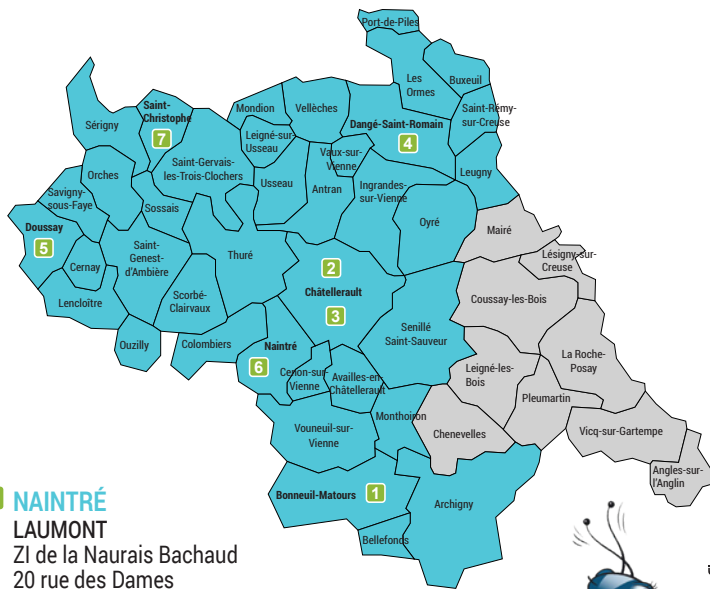 Port-de-Piles
Les
Ormes
Buxeuil
Saint-Rémy-
sur-Creuse
Mondion
Vellèches
Dangé-Saint-Romain
4
Saint-
Christophe
7
Sérigny
Leigné-sur-
Usseau
Saint-Gervais-
les-Trois-Clochers
Vaux-sur-
Vienne
Usseau
Antran
Ingrandes-
sur-Vienne
Leugny
Orches
Savigny-
sous-Faye
Sossais
Oyré
Mairé
Doussay
5
Cernay
Saint-
Genest-
d'Ambière
Thuré
Lésigny-sur-
Creuse
2
Châtellerault
3
Coussay-les-Bois
Lencloître
Scorbé-
Clairvaux
Senillé
Saint-Sauveur
Ouzilly
Colombiers
Naintré
6
Cenon-sur-
Vienne
Availles-en-
Châtellerault
Leigné-les-
Bois
La Roche-
Posay
Pleumartin
Monthoiron
Chenevelles
Vouneuil-sur-
Vienne
Vicq-sur-Gartempe
Angles-sur-
l'Anglin
Bonneuil-Matours
1
Archigny
Bellefonds
NAINTRÉ
LAUMONT
ZI de la Naurais Bachaud
20 rue des Dames